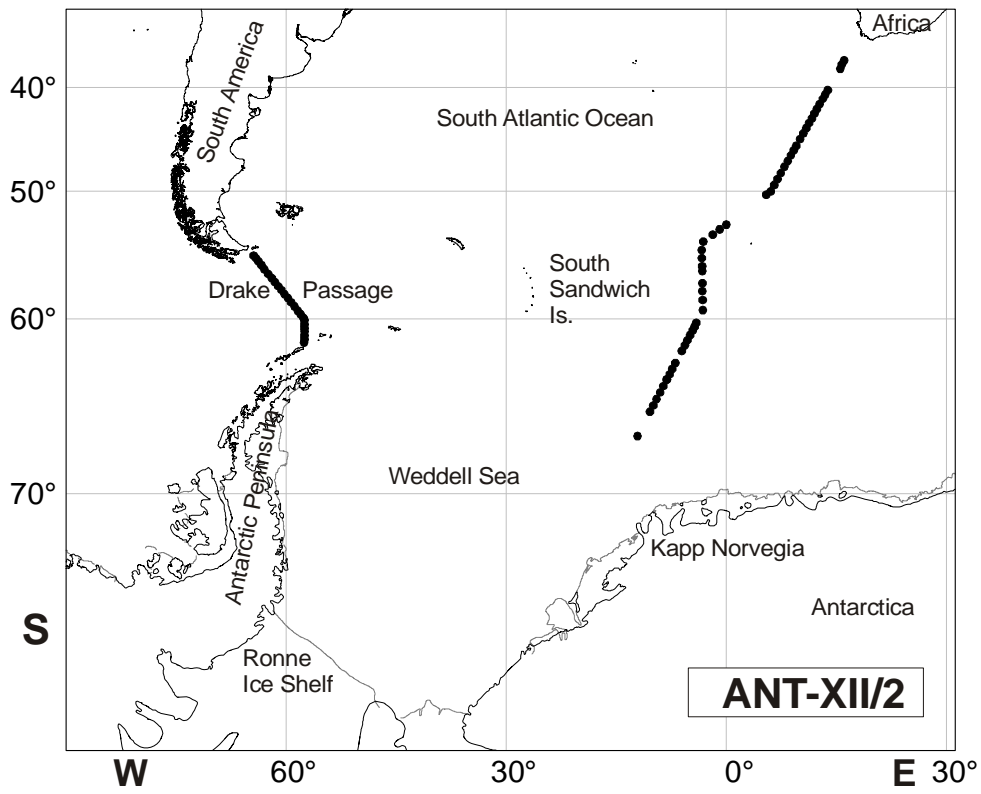 Africa
South America
40°
South Atlantic Ocean
50°
South
Sandwich
Is.
Drake Passage
60°
Antarctic Peninsula
Weddell Sea
70°
Kapp Norvegia
Antarctica
S
Ronne
Ice Shelf
ANT-XII/2
W 60° 30° 0° E 30°